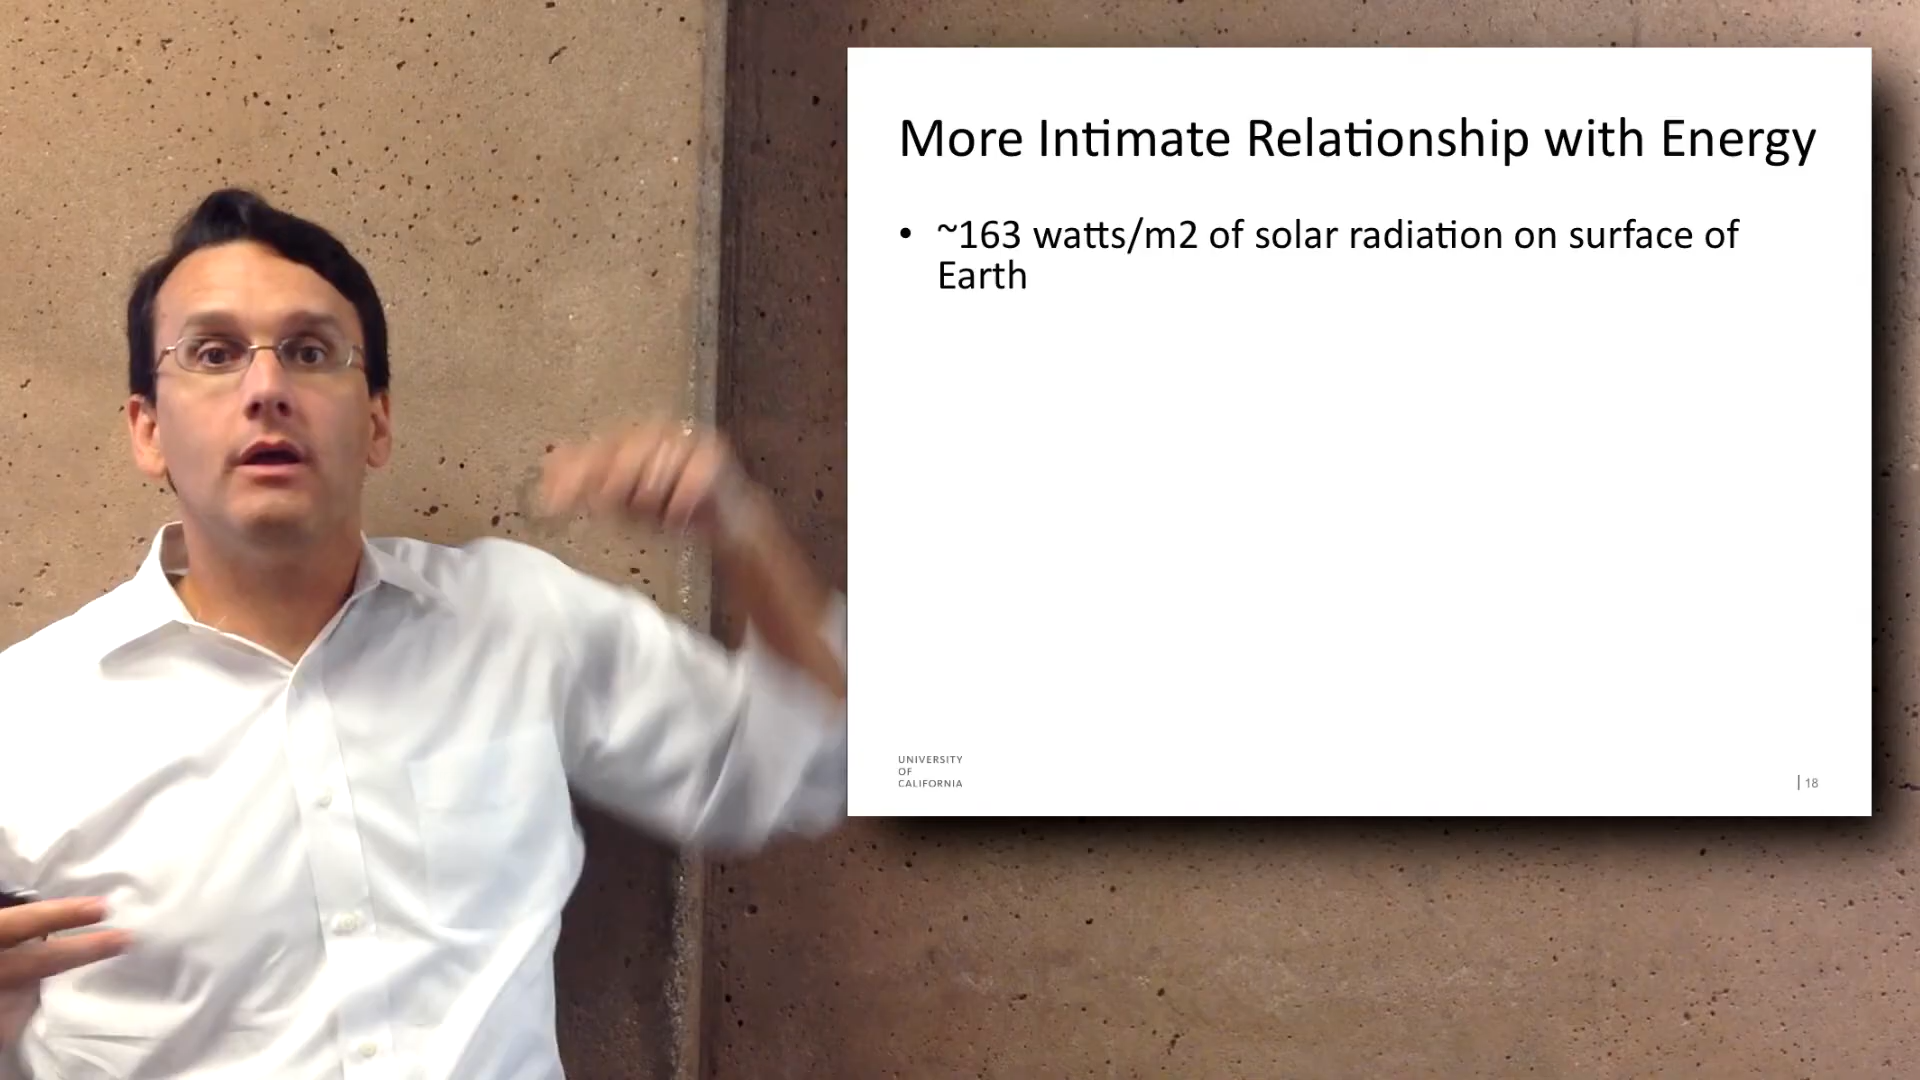 More Intimate Relationship with Energy
• ~163 watts/m2 of solar radiation on surface of
Earth
UNIVERSITY
OF
CALIFORNIA
| 18